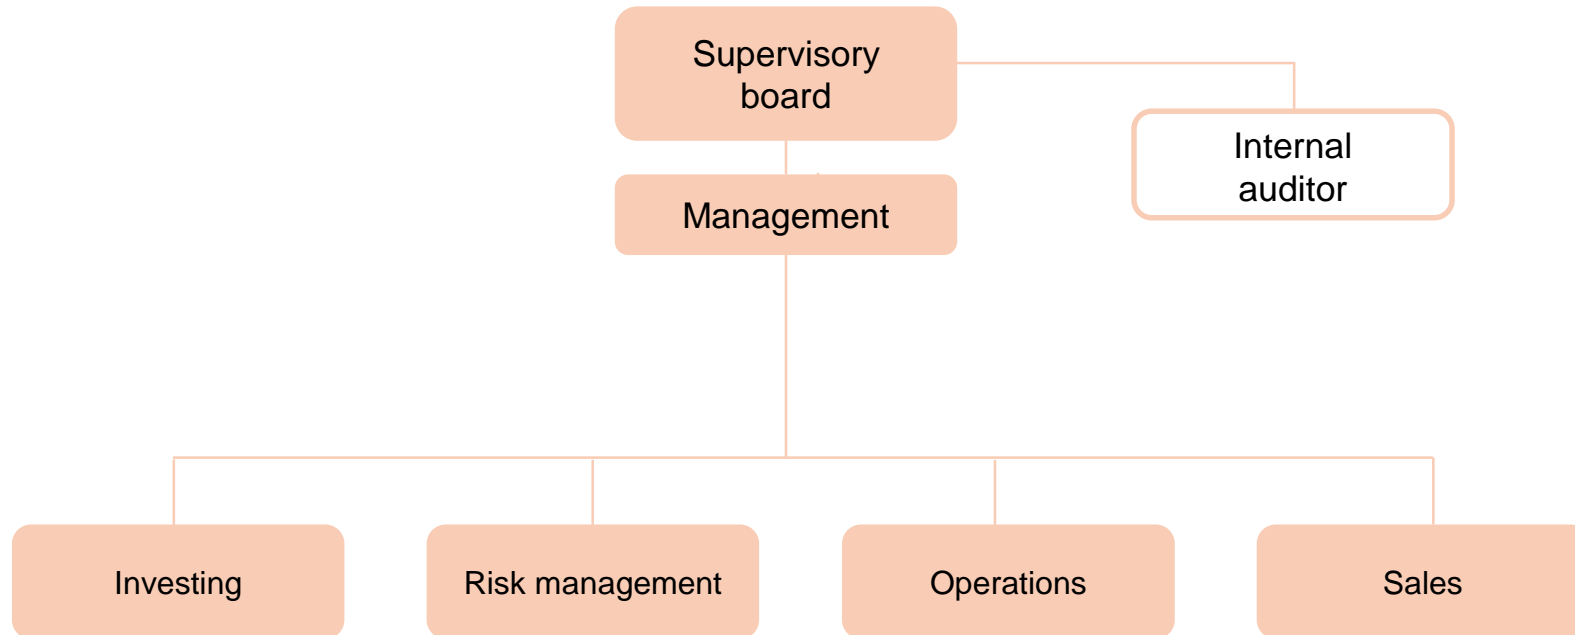 Supervisory
board
Internal
auditor
Management
Investing
Risk management
Operations
Sales